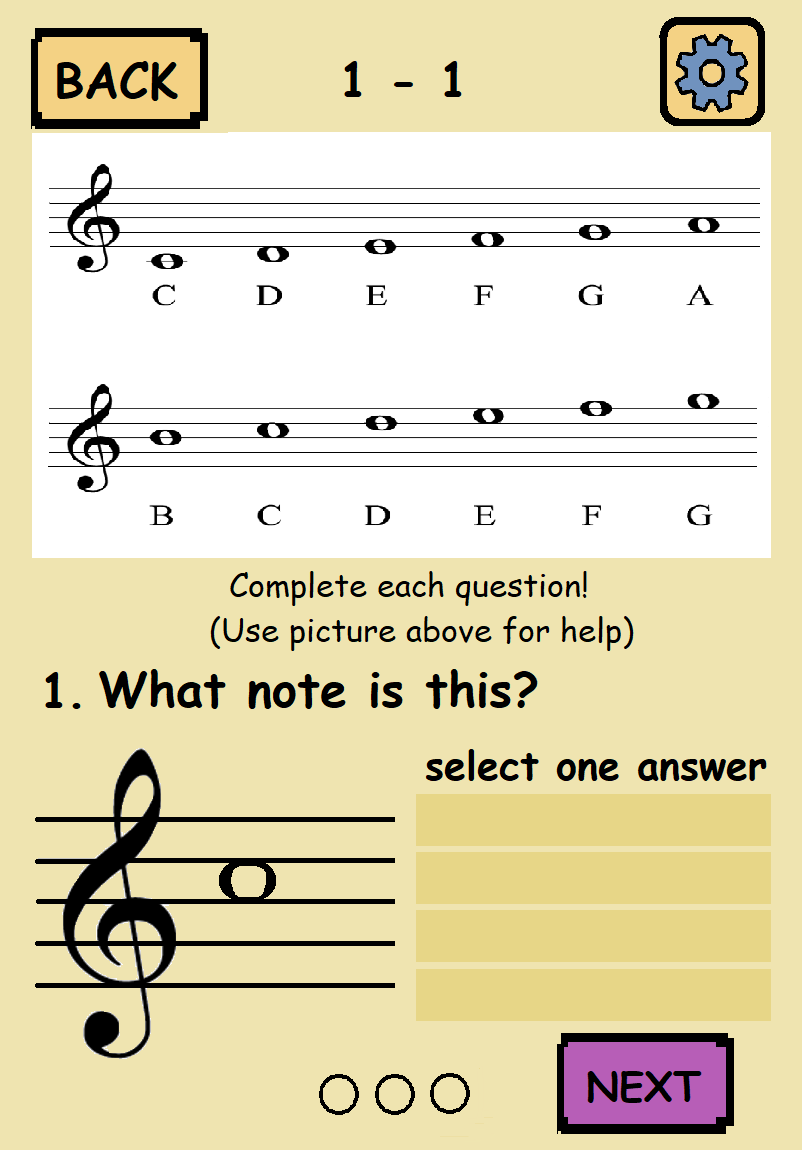 BACK
1 - 1
C D E F G A
B C D E F G
Complete each question!
(Use picture above for help)
1. What note is this?
select one answer
NEXT